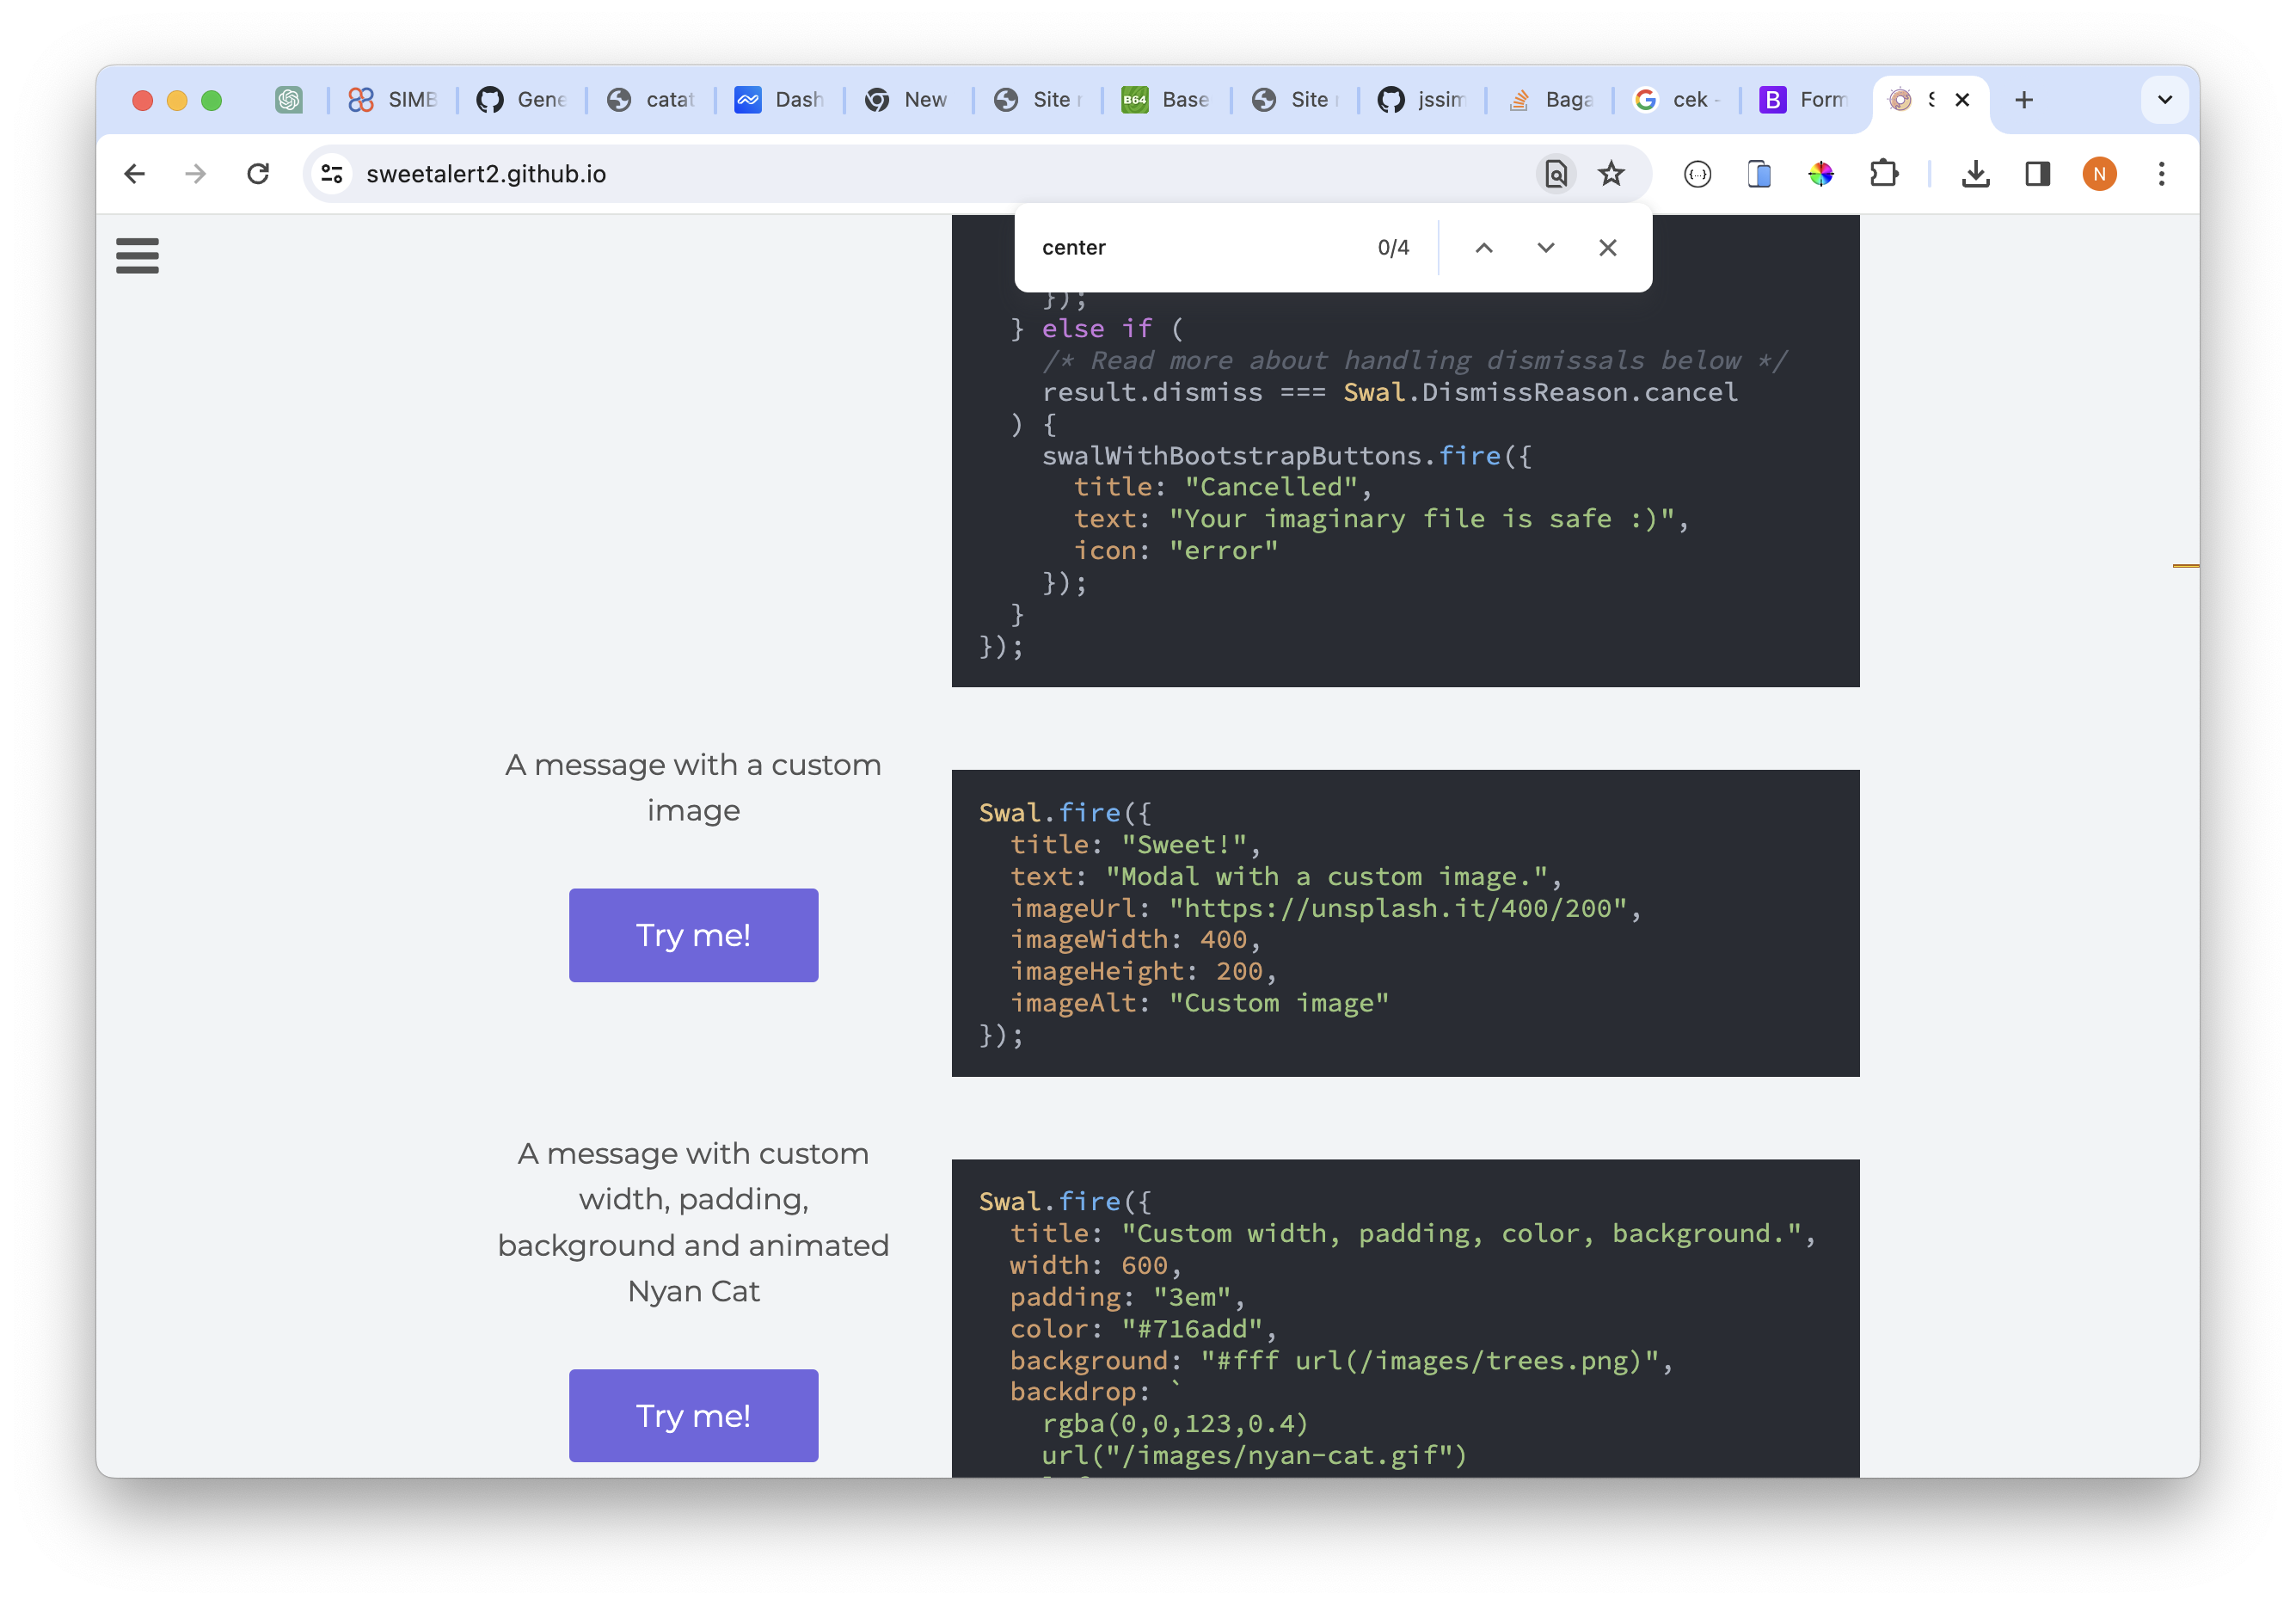 SIMB
Gene
catat
Dash
New
Site
B64
Base
Site
jssim
Baga
cek -
B
Form
S
sweetalert2.github.io
{...}
N
center
0/4
});
} else if (
/* Read more about handling dismissals below */
result.dismiss === Swal.DismissReason.cancel
) {
swalWithBootstrapButtons.fire({
title: "Cancelled",
text: "Your imaginary file is safe :)",
icon: "error"
});
}
});
A message with a custom
image
Try me!
Swal.fire({
title: "Sweet!",
text: "Modal with a custom image.",
imageUrl: "https://unsplash.it/400/200",
imageWidth: 400,
imageHeight: 200,
imageAlt: "Custom image"
});
A message with custom
width, padding,
background and animated
Nyan Cat
Try me!
Swal.fire({
title: "Custom width, padding, color, background.",
width: 600,
padding: "3em",
color: "#716add",
background: "#fff url(/images/trees.png)",
backdrop: `
rgba(0,0,123,0.4)
url("/images/nyan-cat.gif")